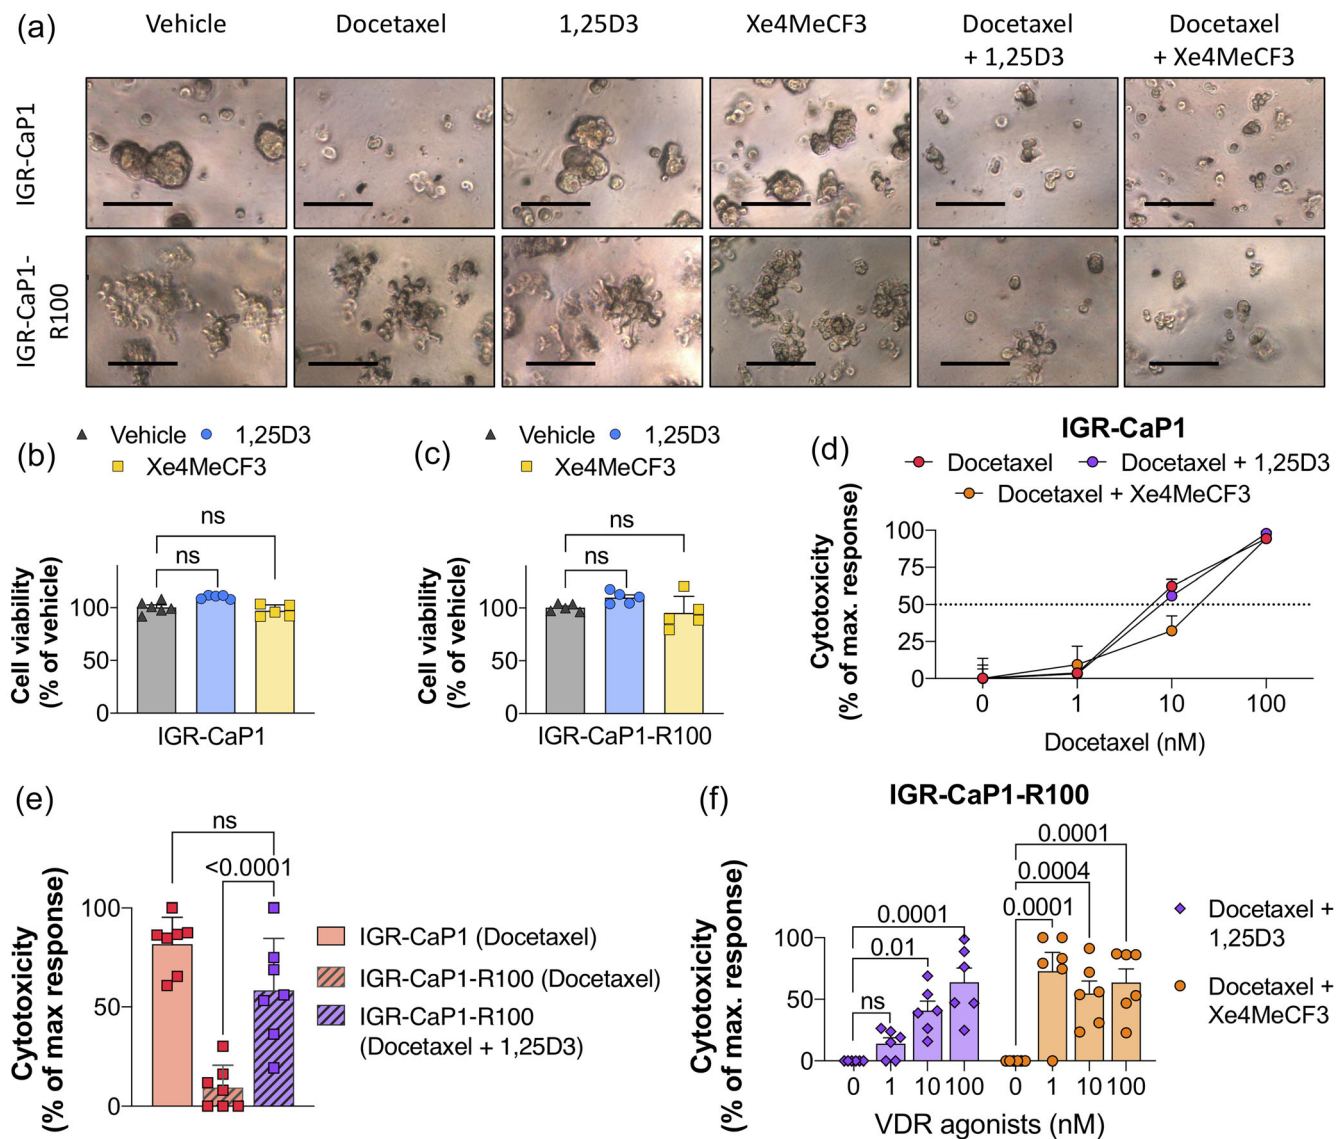 (a)
Vehicle
Docetaxel
1,25D3
Xe4MeCF3
Docetaxel
+ 1,25D3
Docetaxel
+ Xe4MeCF3
IGR-CaP1
IGR-CaP1-
R100
(b)
Vehicle
1,25D3
Xe4MeCF3
Cell viability
(% of vehicle)
ns
ns
100
50
0
IGR-CaP1
(c)
Vehicle
1,25D3
Xe4MeCF3
Cell viability
(% of vehicle)
ns
ns
100
50
0
IGR-CaP1-R100
(d)
IGR-CaP1
Docetaxel
Docetaxel + 1,25D3
Docetaxel + Xe4MeCF3
Cytotoxicity
(% of max. response)
100
75
50
25
0
0 1 10 100
Docetaxel (nM)
(e)
Cytotoxicity
(% of max. response)
ns
<0.0001
100
50
0
IGR-CaP1 (Docetaxel)
IGR-CaP1-R100 (Docetaxel)
IGR-CaP1-R100
(Docetaxel + 1,25D3)
(f)
IGR-CaP1-R100
Cytotoxicity
(% of max. response)
0.0001
0.01
ns
0.0001
0.0004
0.0001
100
50
0
0 1 10 100 0 1 10 100
VDR agonists (nM)
Docetaxel +
1,25D3
Docetaxel +
Xe4MeCF3